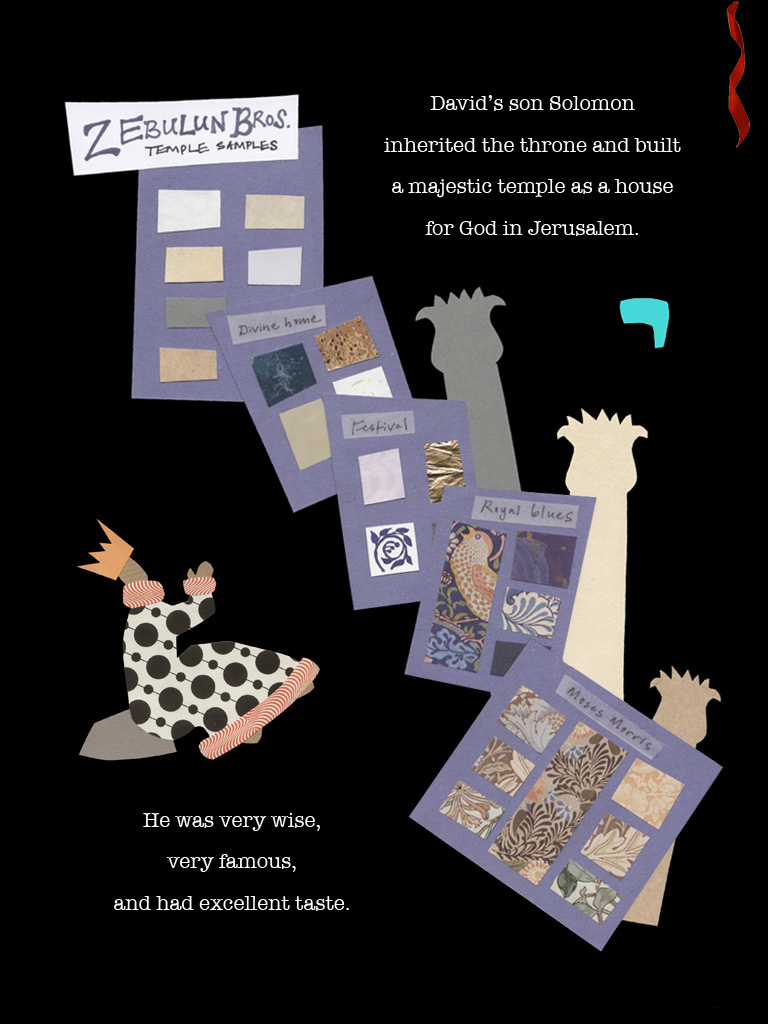 ZEBULUN BROS.
TEMPLE SAMPLES
David's son Solomon
inherited the throne and built
a majestic temple as a house
for God in Jerusalem.
Divine home
Festival
Royal blues
Moses Morris
He was very wise,
very famous,
and had excellent taste.